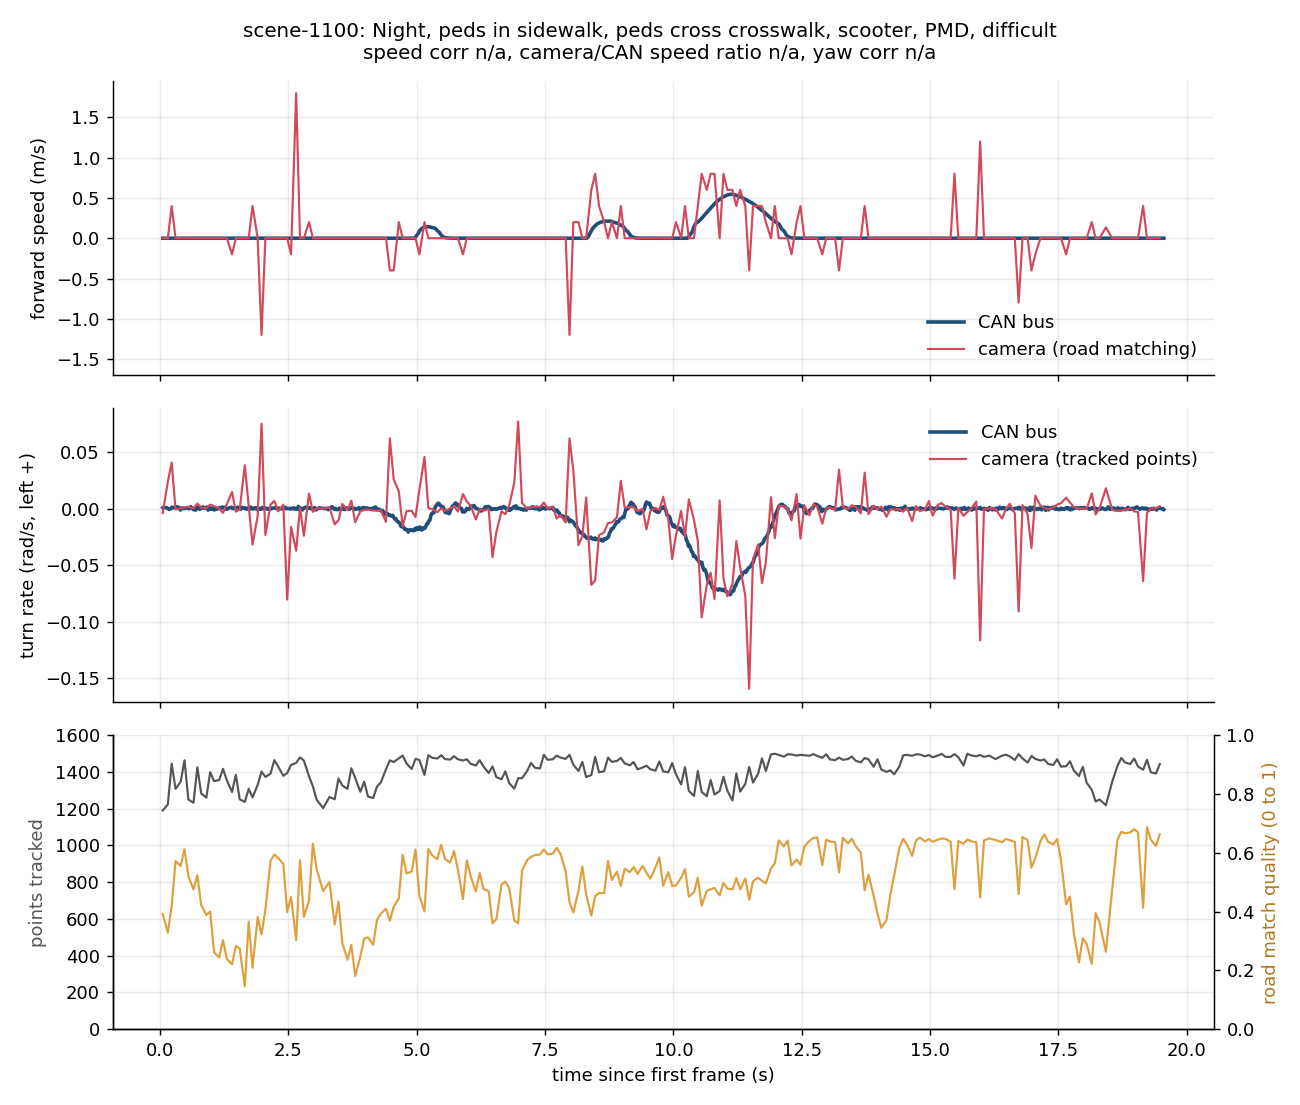 scene-1100: Night, peds in sidewalk, peds cross crosswalk, scooter, PMD, difficult
speed corr n/a, camera/CAN speed ratio n/a, yaw corr n/a
forward speed (m/s)
1.5
1.0
0.5
0.0
−0.5
−1.0
−1.5
CAN bus
camera (road matching)
turn rate (rad/s, left +)
0.05
0.00
−0.05
−0.10
−0.15
CAN bus
camera (tracked points)
points tracked
1600
1400
1200
1000
800
600
400
200
0
1.0
0.8
0.6
0.4
0.2
0.0
road match quality (0 to 1)
0.0 2.5 5.0 7.5 10.0 12.5 15.0 17.5 20.0
time since first frame (s)